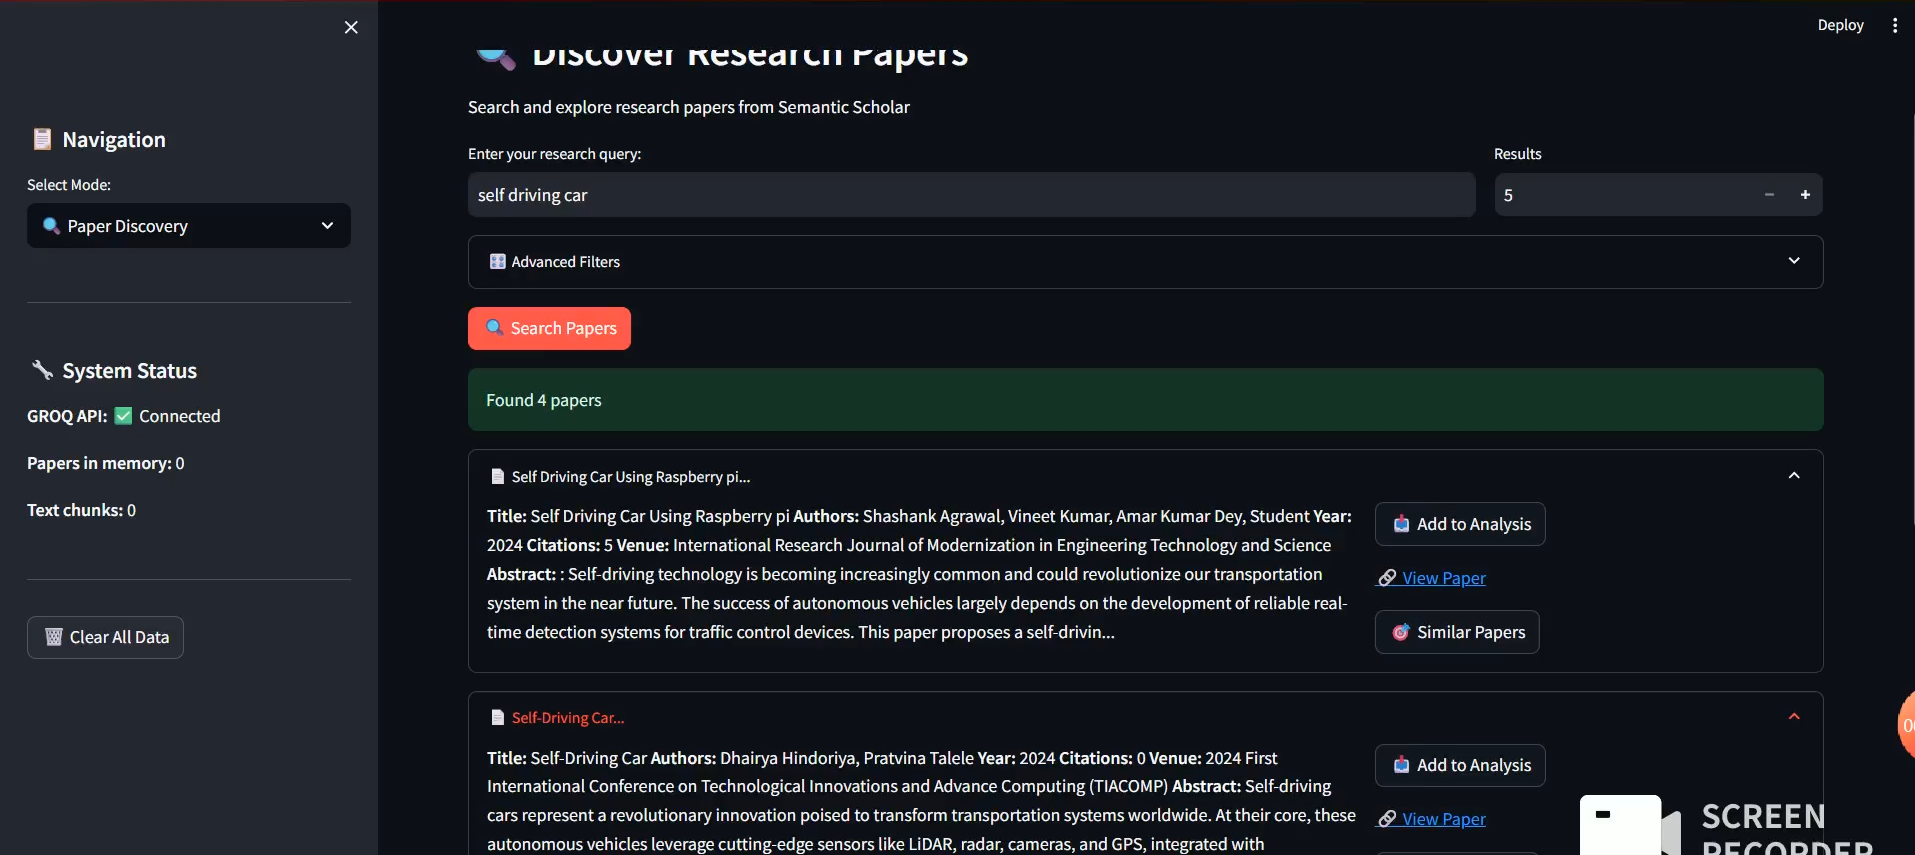 Deploy
Discover Research Papers
Search and explore research papers from Semantic Scholar
Navigation
Select Mode:
Paper Discovery
System Status
GROQ API: ✅ Connected
Papers in memory: 0
Text chunks: 0
Clear All Data
Enter your research query:
Results
self driving car
5
Advanced Filters
Search Papers
Found 4 papers
Self Driving Car Using Raspberry pi...
Title: Self Driving Car Using Raspberry pi Authors: Shashank Agrawal, Vineet Kumar, Amar Kumar Dey, Student Year:
2024 Citations: 5 Venue: International Research Journal of Modernization in Engineering Technology and Science
Abstract: : Self-driving technology is becoming increasingly common and could revolutionize our transportation
system in the near future. The success of autonomous vehicles largely depends on the development of reliable real-
time detection systems for traffic control devices. This paper proposes a self-drivin...
Add to Analysis
View Paper
Similar Papers
Self-Driving Car...
Title: Self-Driving Car Authors: Dhairya Hindoriya, Pratvina Talele Year: 2024 Citations: 0 Venue: 2024 First
International Conference on Technological Innovations and Advance Computing (TIACOMP) Abstract: Self-driving
cars represent a revolutionary innovation poised to transform transportation systems worldwide. At their core, these
autonomous vehicles leverage cutting-edge sensors like LiDAR, radar, cameras, and GPS, integrated with
Add to Analysis
View Paper
SCREEN
RECORDER